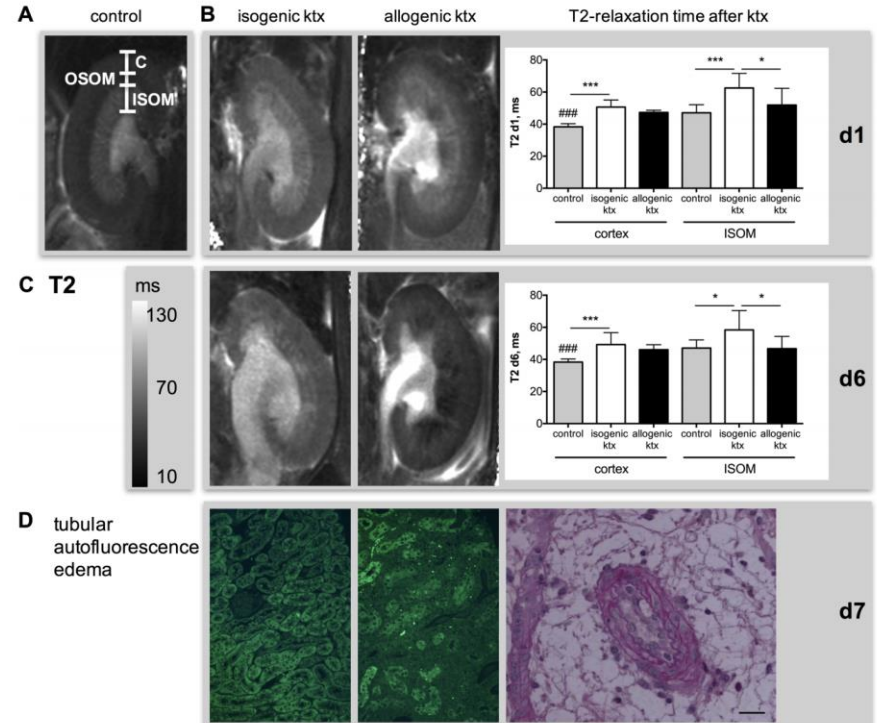 A
control
B
isogenic ktx
allogenic ktx
T2-relaxation time after ktx
C
OSOM
ISOM
80
60
40
20
0
T2 d1, ms
###
***
***
*
control
isogenic
ktx
allogenic
ktx
control
isogenic
ktx
allogenic
ktx
cortex
ISOM
d1
C T2
ms
130
70
10
80
60
40
20
0
T2 d6, ms
###
***
*
*
control
isogenic
ktx
allogenic
ktx
control
isogenic
ktx
allogenic
ktx
cortex
ISOM
d6
D
tubular
autofluorescence
edema
d7